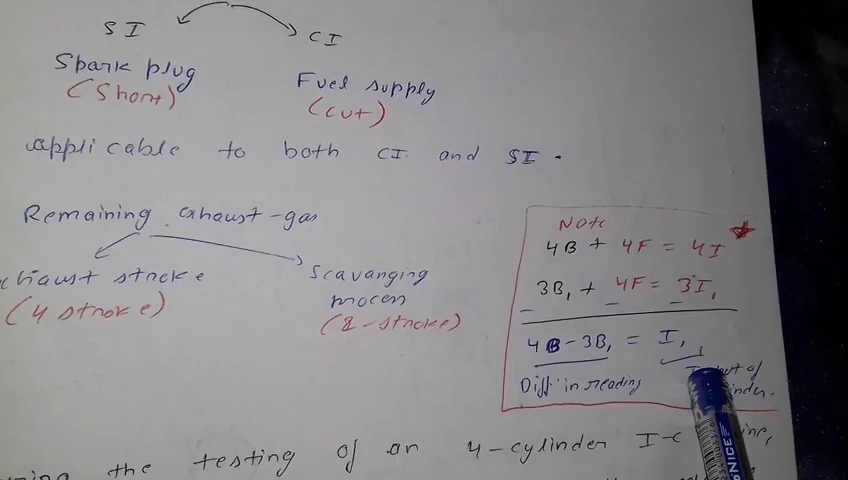 SI CI
Spark plug Fuel supply
(Short) (cut)
applicable to both CI and SI.
Remaining exhaust-gas
exhaust stroke Scavanging
(4 stroke) process
(2-stroke)
Note
4B + 4F = 4I
3B₁ + 4F = 3I₁
4B - 3B₁ = I₁
Diff. in reading
the testing of an 4-cylinder I-C
NICE